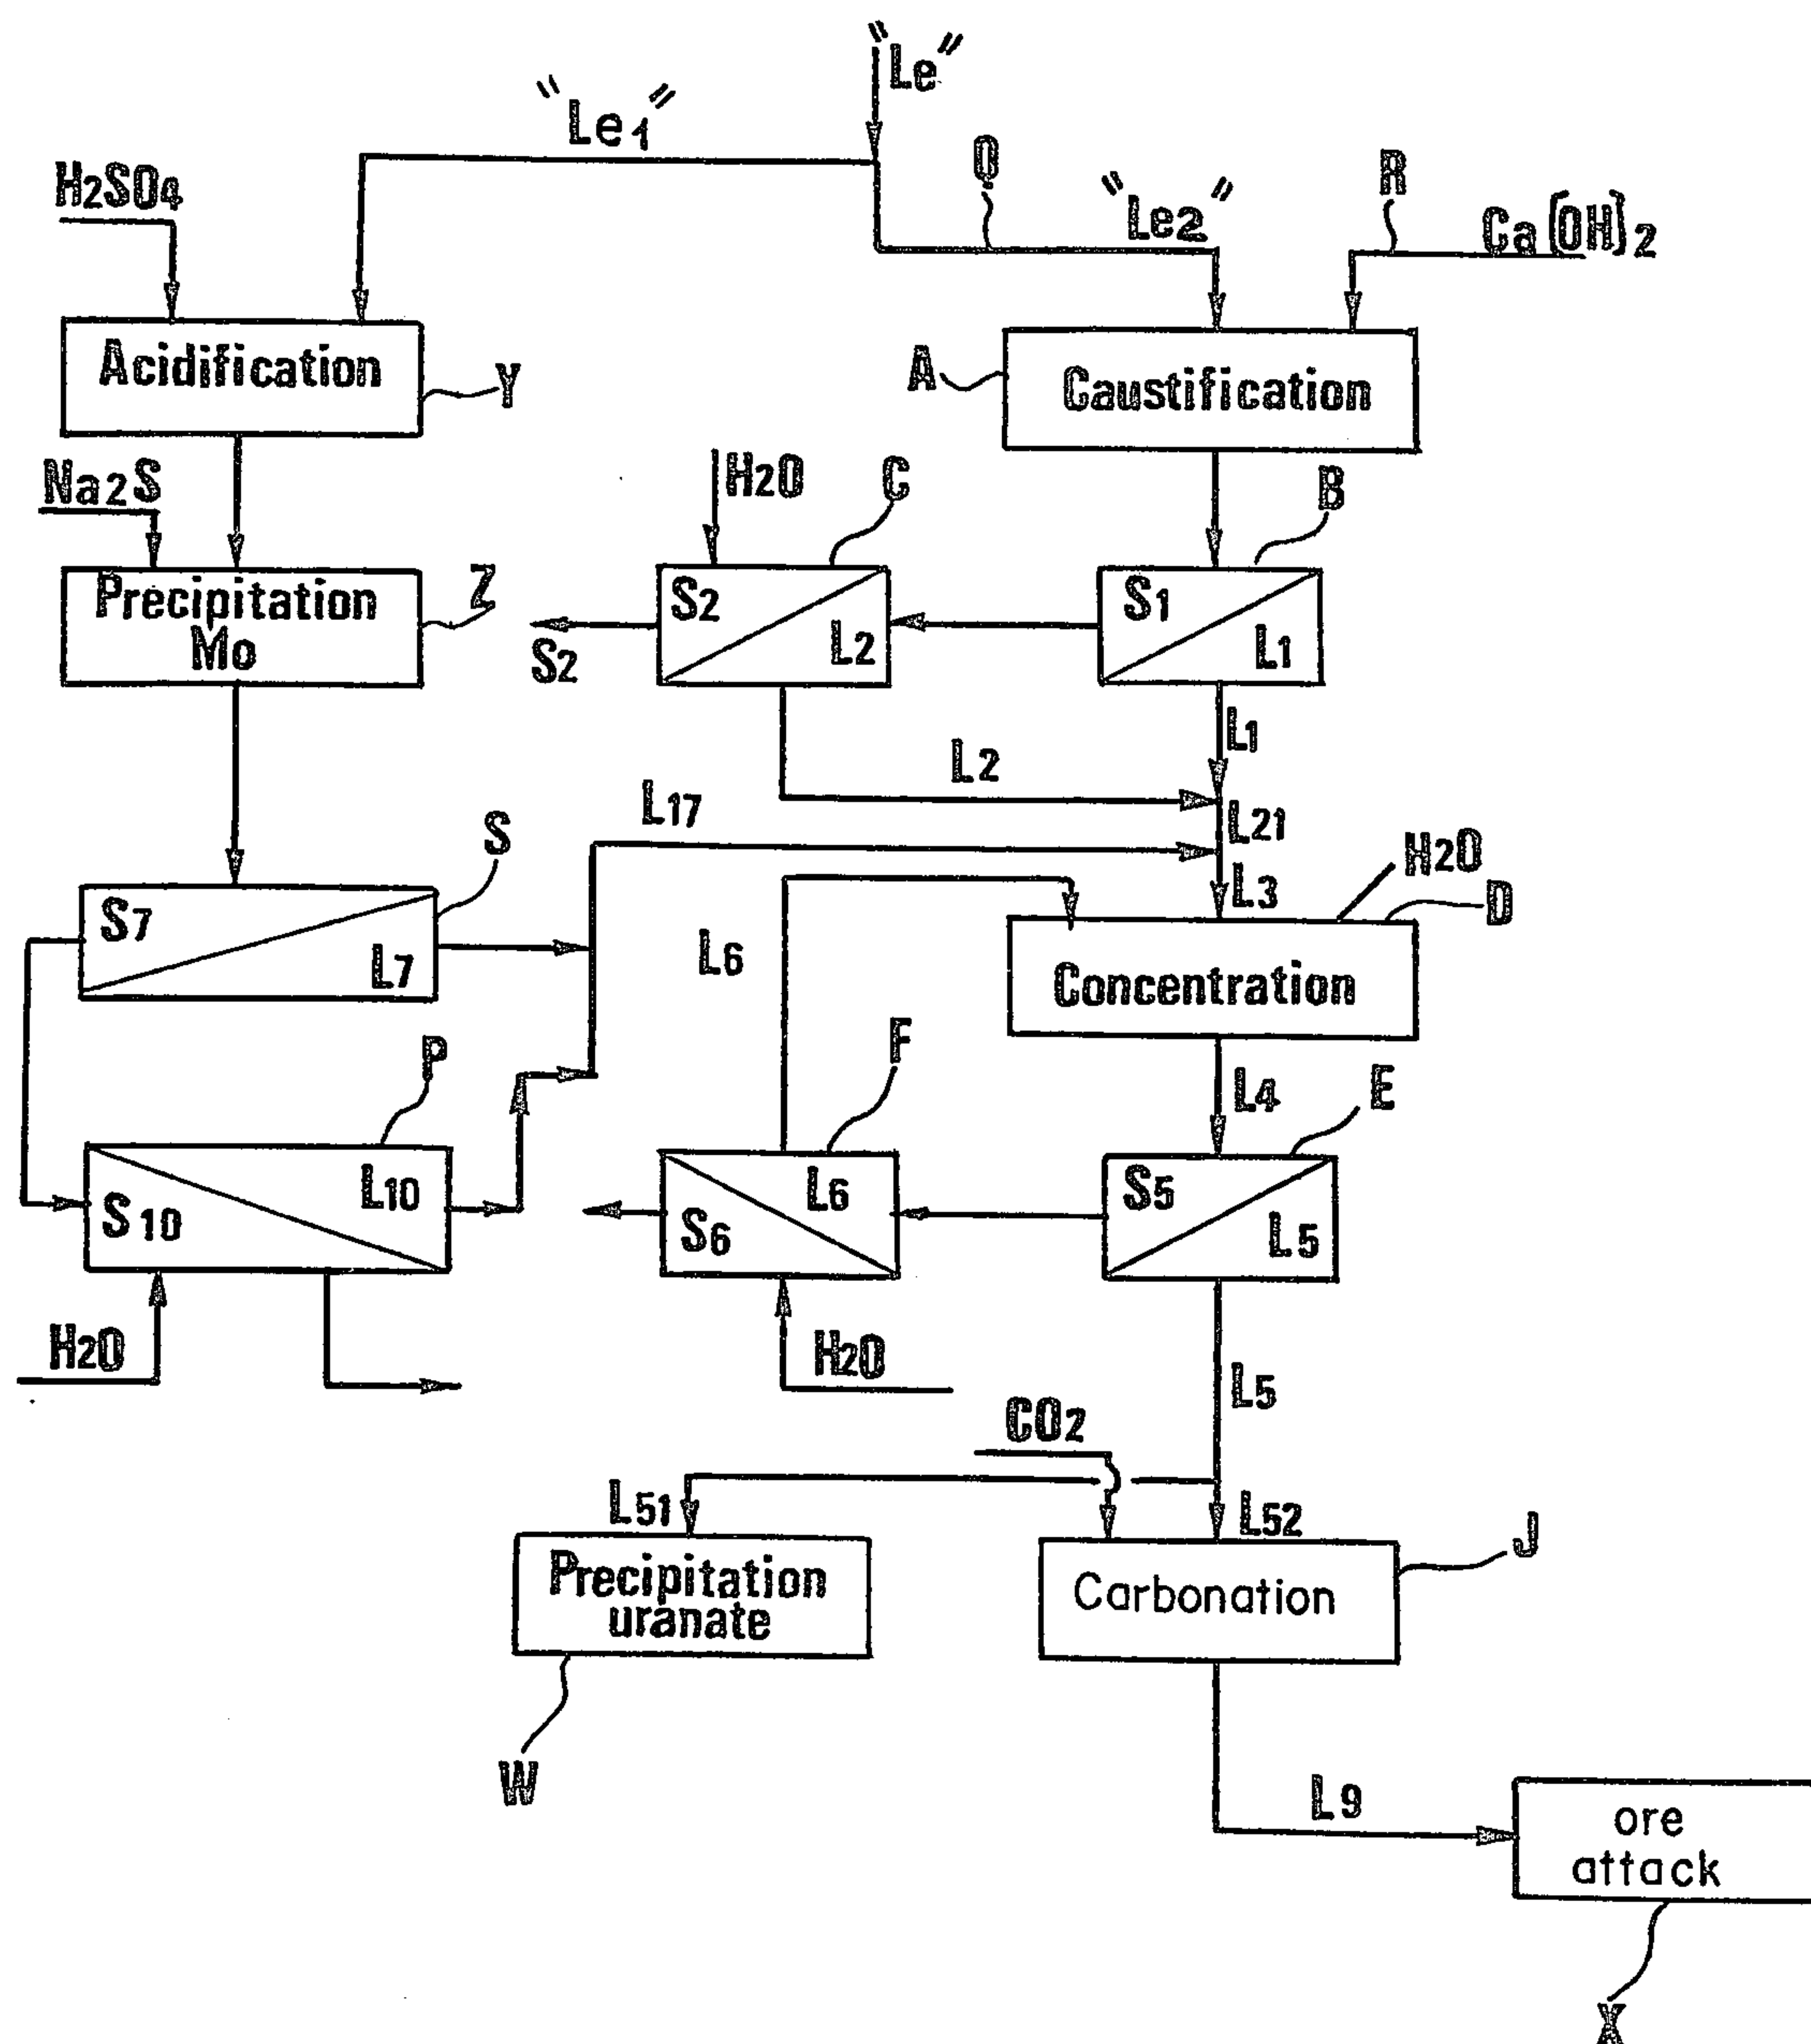 "Le"
"Le1"
Q
"Le2"
R
H2SO4
Ca(OH)2
Acidification
Y
A
Caustification
Na2S
H2O
C
B
Precipitation
Mo
Z
S2
L2
S1
L1
S2
L1
L2
L17
L21
S
H2O
L3
D
S7
L7
L6
Concentration
P
F
L4
E
L10
S10
L6
S6
S5
L5
H2O
H2O
L5
CO2
L51
L52
J
Precipitation
uranate
Carbonation
W
L9
ore
attack
X